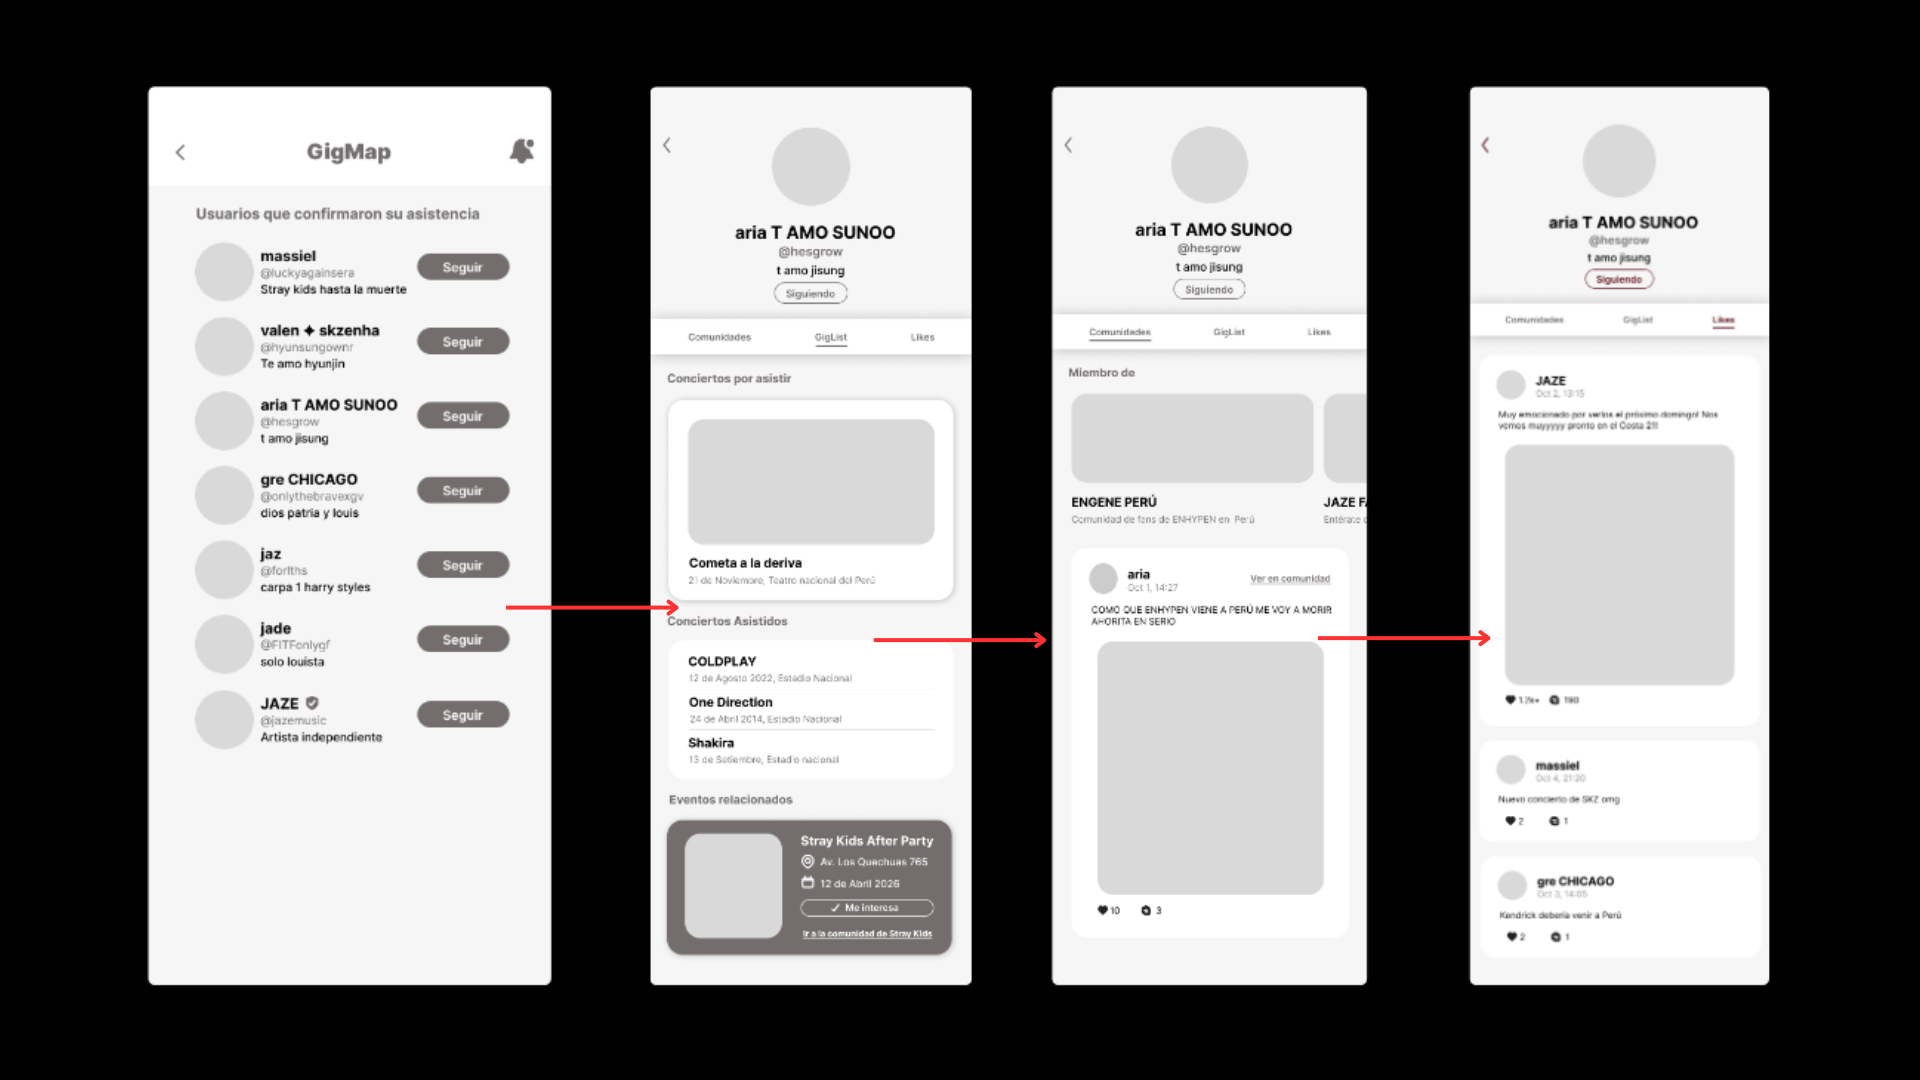 GigMap
Usuarios que confirmaron su asistencia
massiel
@luckyagainsera
Stray kids hasta la muerte
Seguir
valen ✦ skzenha
@hyunsungownr
Te amo hyunjin
Seguir
aria T AMO SUNOO
@hesgrow
t amo jisung
Seguir
gre CHICAGO
@onlythebravexgv
dios patria y louis
Seguir
jaz
@forlths
carpa 1 harry styles
Seguir
jade
@FITFonlygf
solo louista
Seguir
JAZE
@jazemusic
Artista independiente
Seguir
aria T AMO SUNOO
@hesgrow
t amo jisung
Siguiendo
Comunidades GigList Likes
Conciertos por asistir
Cometa a la deriva
21 de Noviembre, Teatro nacional del Perú
Conciertos Asistidos
COLDPLAY
12 de Agosto 2022, Estadio Nacional
One Direction
24 de Abril 2014, Estadio Nacional
Shakira
13 de Setiembre, Estadio nacional
Eventos relacionados
Stray Kids After Party
Av. Los Quechuas 765
12 de Abril 2026
✓ Me interesa
Ir a la comunidad de Stray Kids
aria T AMO SUNOO
@hesgrow
t amo jisung
Siguiendo
Comunidades GigList Likes
Miembro de
ENGENE PERÚ
Comunidad de fans de ENHYPEN en Perú
JAZE FA
Entérate
aria
Oct 1, 14:27
Ver en comunidad
COMO QUE ENHYPEN VIENE A PERÚ ME VOY A MORIR
AHORITA EN SERIO
10 3
aria T AMO SUNOO
@hesgrow
t amo jisung
Siguiendo
Comunidades GigList Likes
JAZE
Oct 2, 13:15
Muy emocionado por verlos el próximo domingo! Nos
vemos muyyyyy pronto en el Costa 21!
1.2k+ 190
massiel
Oct 4, 21:20
Nuevo concierto de SKZ omg
2 1
gre CHICAGO
Oct 3, 14:05
Kendrick debería venir a Perú
2 1